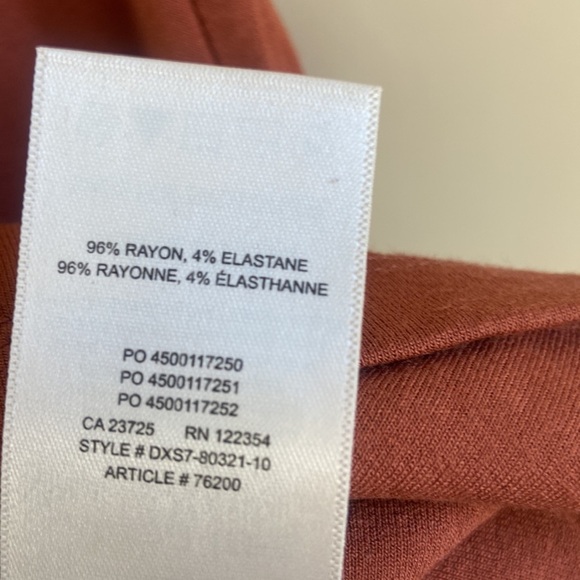 96% RAYON, 4% ELASTANE
96% RAYONNE, 4% ÉLASTHANNE
PO 4500117250
PO 4500117251
PO 4500117252
CA 23725 RN 122354
STYLE # DXS7-80321-10
ARTICLE # 76200